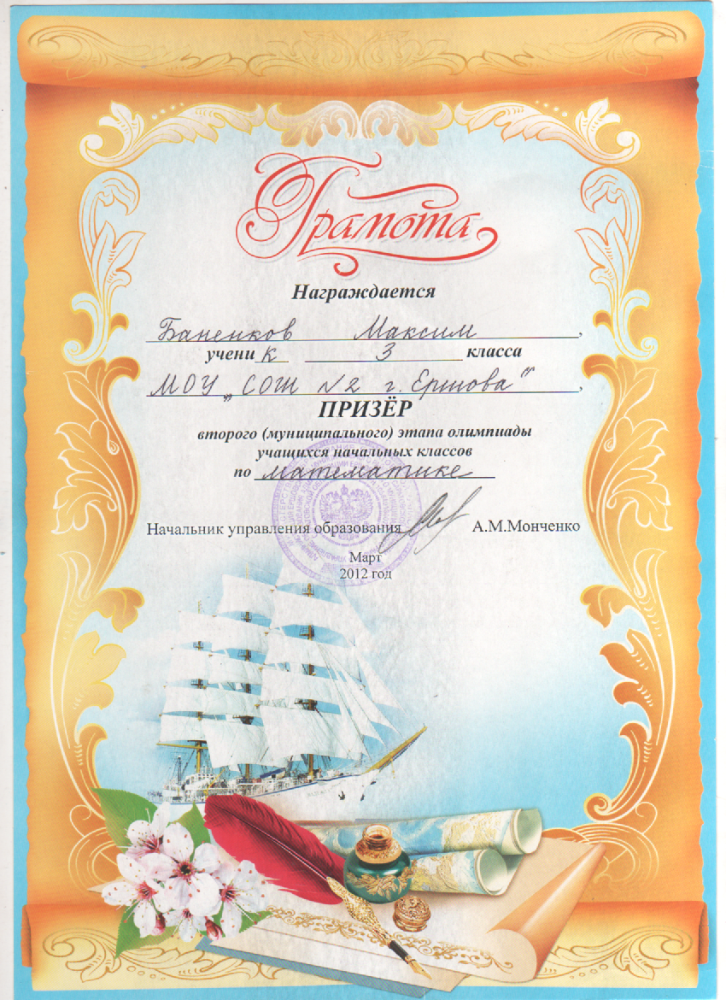 Грамота
Награждается
Баненков Максим,
ученик 3 класса
МОУ „СОШ №2 г. Ершова",
ПРИЗЁР
второго (муниципального) этапа олимпиады
учащихся начальных классов
по математике
Начальник управления образования А.М.Монченко
Март
2012 год